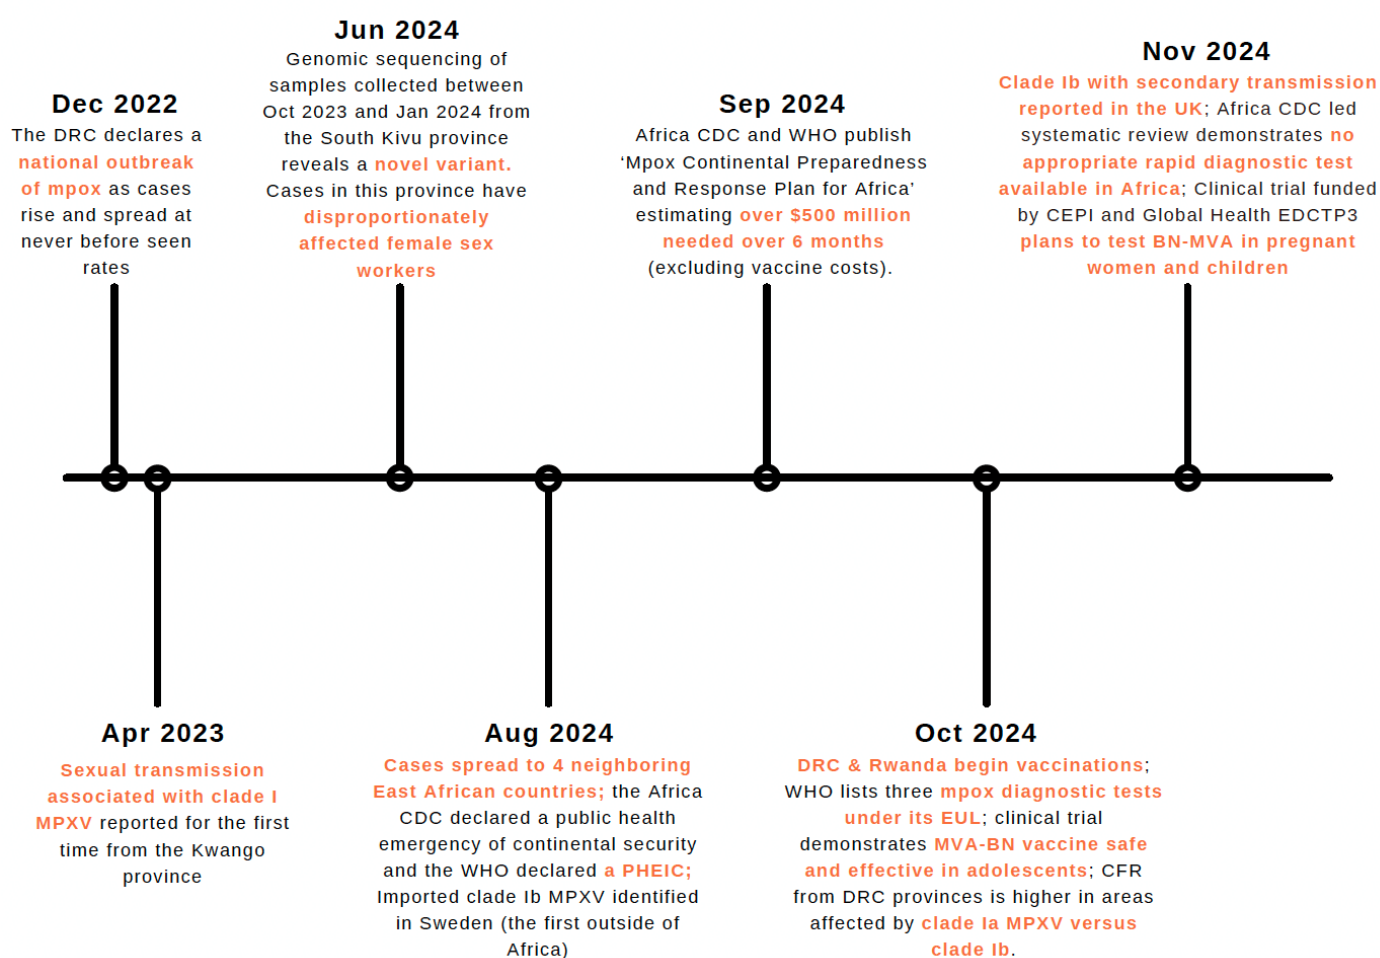 Dec 2022
The DRC declares a
national outbreak
of mpox as cases
rise and spread at
never before seen
rates
Jun 2024
Genomic sequencing of
samples collected between
Oct 2023 and Jan 2024 from
the South Kivu province
reveals a novel variant.
Cases in this province have
disproportionately
affected female sex
workers
Sep 2024
Africa CDC and WHO publish
‘Mpox Continental Preparedness
and Response Plan for Africa’
estimating over $500 million
needed over 6 months
(excluding vaccine costs).
Nov 2024
Clade Ib with secondary transmission
reported in the UK; Africa CDC led
systematic review demonstrates no
appropriate rapid diagnostic test
available in Africa; Clinical trial funded
by CEPI and Global Health EDCTP3
plans to test BN-MVA in pregnant
women and children
Apr 2023
Sexual transmission
associated with clade I
MPXV reported for the first
time from the Kwango
province
Aug 2024
Cases spread to 4 neighboring
East African countries; the Africa
CDC declared a public health
emergency of continental security
and the WHO declared a PHEIC;
Imported clade Ib MPXV identified
in Sweden (the first outside of
Africa)
Oct 2024
DRC & Rwanda begin vaccinations;
WHO lists three mpox diagnostic tests
under its EUL; clinical trial
demonstrates MVA-BN vaccine safe
and effective in adolescents; CFR
from DRC provinces is higher in areas
affected by clade Ia MPXV versus
clade Ib.